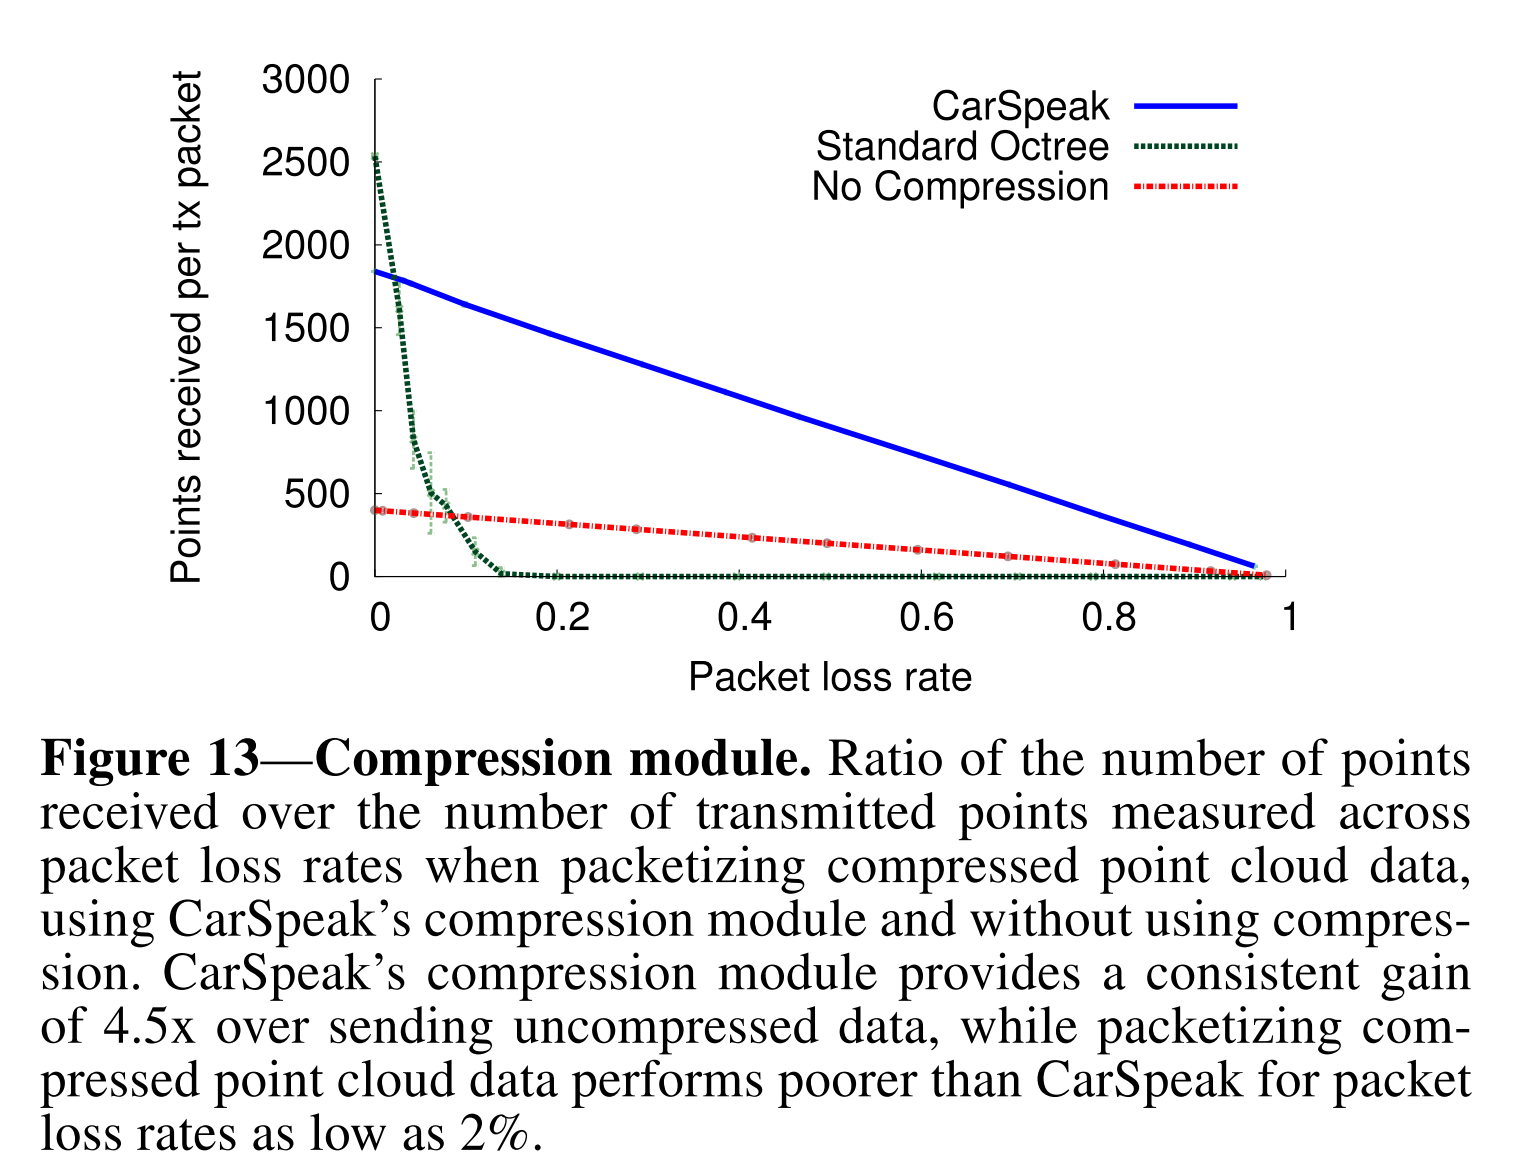 Points received per tx packet
3000
2500
2000
1500
1000
500
0
CarSpeak
Standard Octree
No Compression
0 0.2 0.4 0.6 0.8 1
Packet loss rate
Figure 13—Compression module. Ratio of the number of points
received over the number of transmitted points measured across
packet loss rates when packetizing compressed point cloud data,
using CarSpeak's compression module and without using compres-
sion. CarSpeak's compression module provides a consistent gain
of 4.5x over sending uncompressed data, while packetizing com-
pressed point cloud data performs poorer than CarSpeak for packet
loss rates as low as 2%.